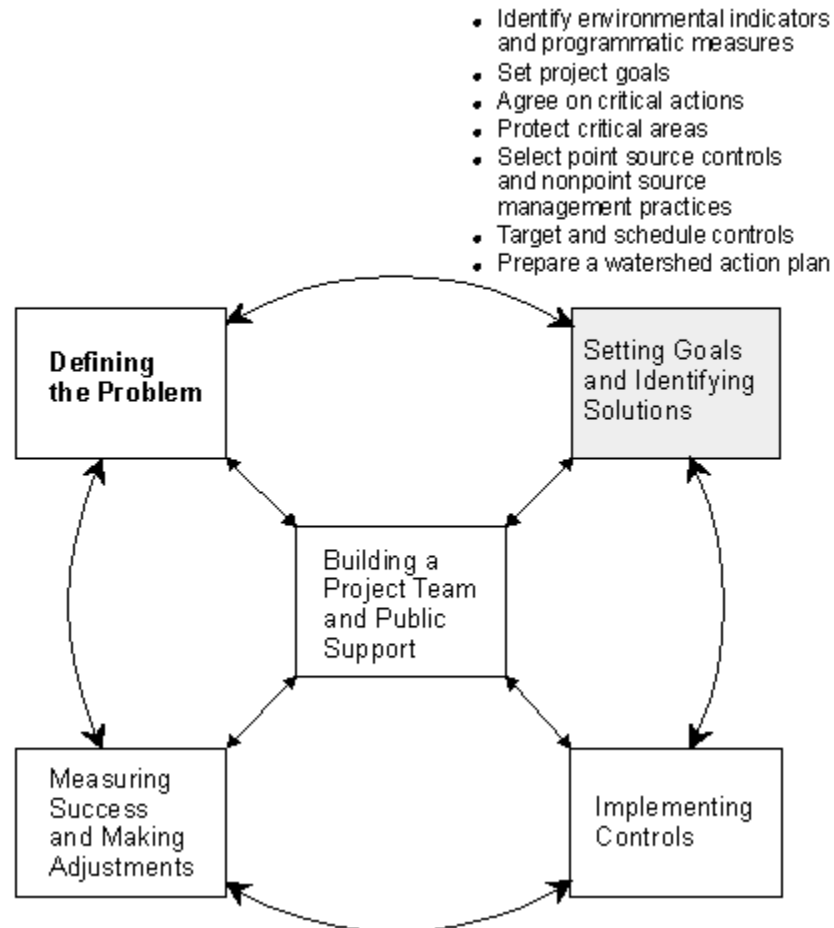 • Identify environmental indicators
and programmatic measures
• Set project goals
• Agree on critical actions
• Protect critical areas
• Select point source controls
and nonpoint source
management practices
• Target and schedule controls
• Prepare a watershed action plan
Defining
the Problem
Setting Goals
and Identifying
Solutions
Building a
Project Team
and Public
Support
Measuring
Success
and Making
Adjustments
Implementing
Controls